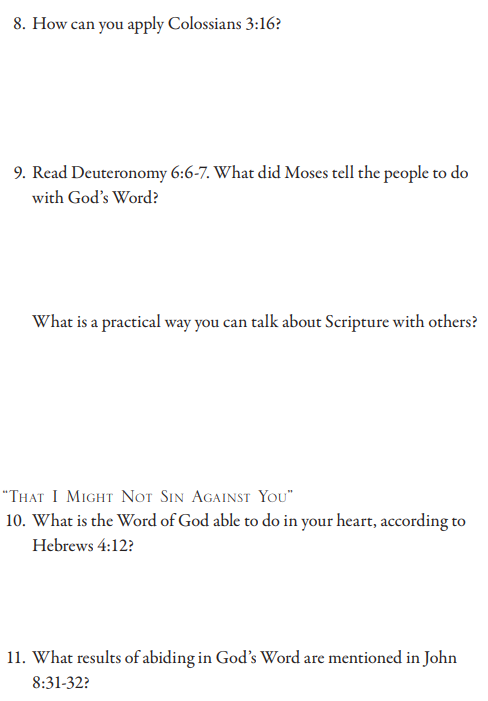 8. How can you apply Colossians 3:16?
9. Read Deuteronomy 6:6-7. What did Moses tell the people to do
with God’s Word?
What is a practical way you can talk about Scripture with others?
“That I Might Not Sin Against You”
10. What is the Word of God able to do in your heart, according to
Hebrews 4:12?
11. What results of abiding in God’s Word are mentioned in John
8:31-32?